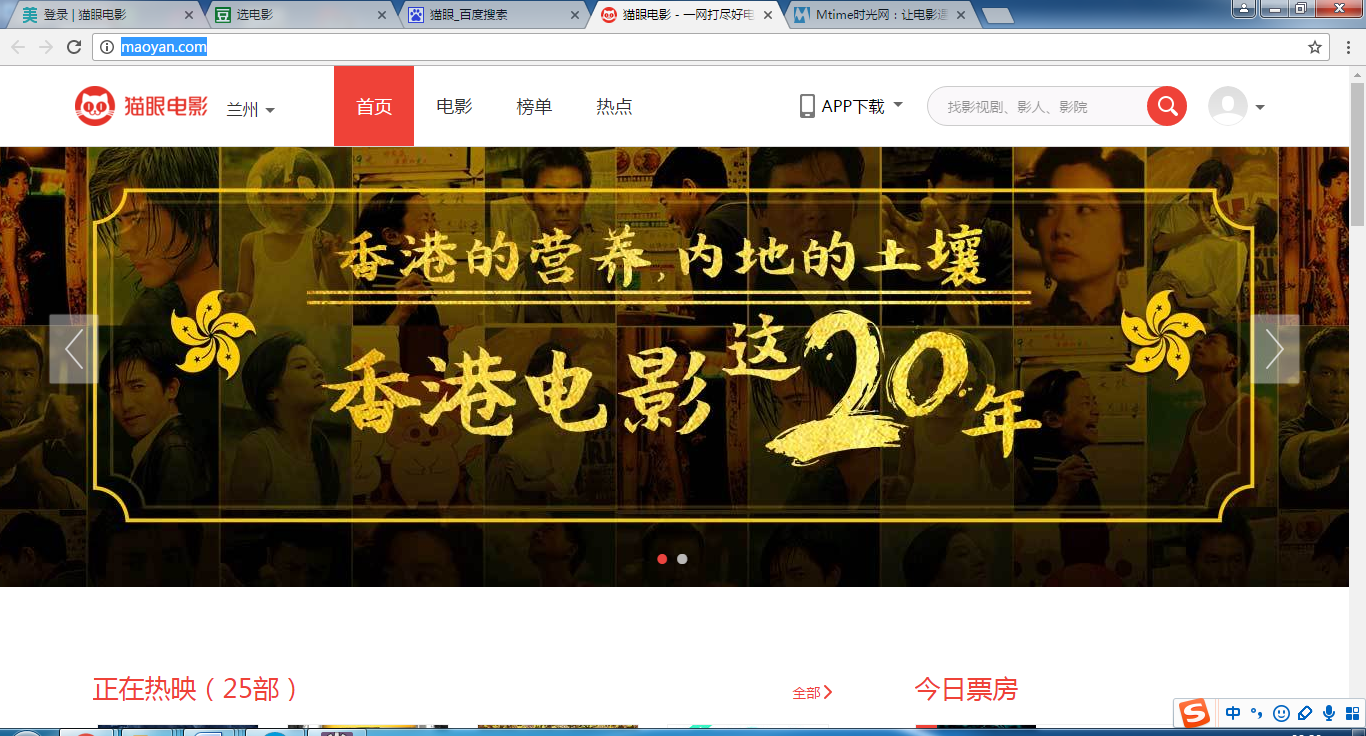 登录 | 猫眼电影
选电影
猫眼_百度搜索
猫眼电影 - 一网打尽好电
Mtime时光网：让电影遇
maoyan.com
猫眼电影
兰州
首页
电影
榜单
热点
APP下载
找影视剧、影人、影院
香港的营养,内地的土壤
香港电影这20年
正在热映（25部）
全部
今日票房
中